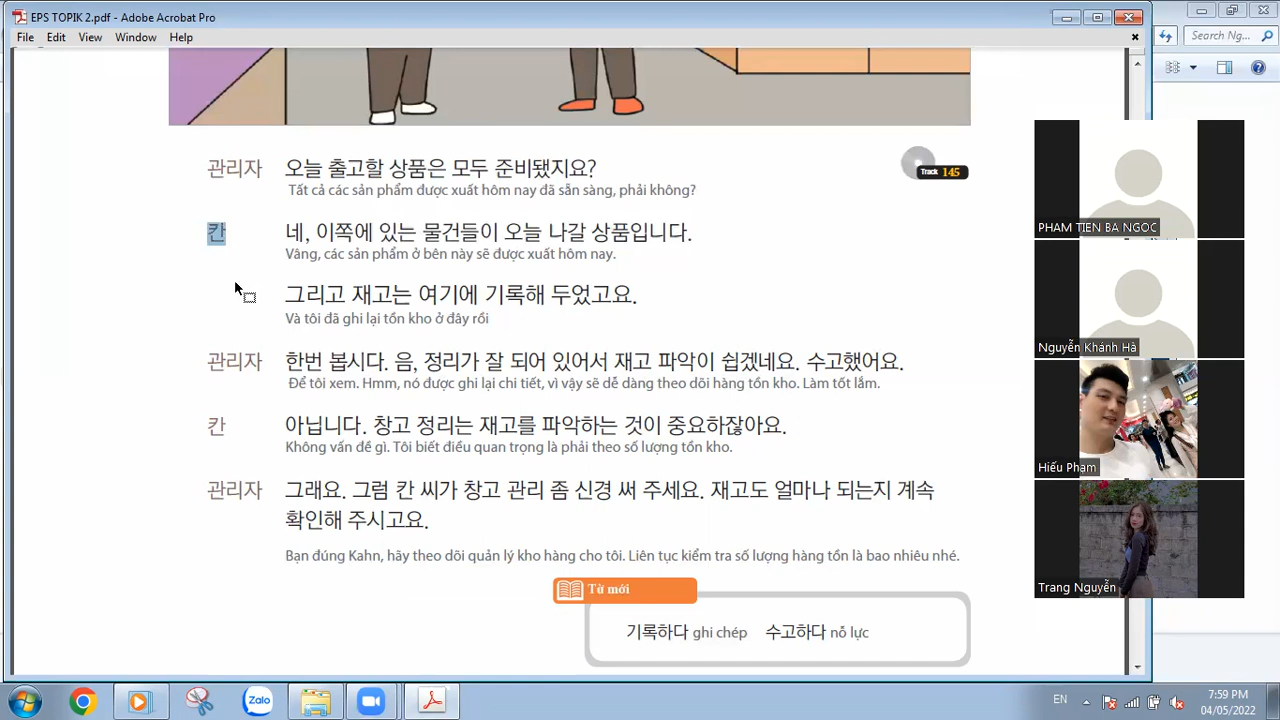 EPS TOPIK 2.pdf - Adobe Acrobat Pro
File Edit View Window Help
Search Ng...
관리자 오늘 출고할 상품은 모두 준비됐지요?
Track 145
Tất cả các sản phẩm được xuất hôm nay đã sẵn sàng, phải không?
칸 네, 이쪽에 있는 물건들이 오늘 나갈 상품입니다.
Vâng, các sản phẩm ở bên này sẽ được xuất hôm nay.
그리고 재고는 여기에 기록해 두었고요.
Và tôi đã ghi lại tồn kho ở đây rồi
관리자 한번 봅시다. 음, 정리가 잘 되어 있어서 재고 파악이 쉽겠네요. 수고했어요.
Để tôi xem. Hmm, nó được ghi lại chi tiết, vì vậy sẽ dễ dàng theo dõi hàng tồn kho. Làm tốt lắm.
칸 아닙니다. 창고 정리는 재고를 파악하는 것이 중요하잖아요.
Không vấn đề gì. Tôi biết điều quan trọng là phải theo số lượng tồn kho.
관리자 그래요. 그럼 칸 씨가 창고 관리 좀 신경 써 주세요. 재고도 얼마나 되는지 계속
확인해 주시고요.
Bạn đúng Kahn, hãy theo dõi quản lý kho hàng cho tôi. Liên tục kiểm tra số lượng hàng tồn là bao nhiêu nhé.
Từ mới
기록하다 ghi chép 수고하다 nỗ lực
PHAM TIEN BA NGOC
Nguyễn Khánh Hà
Hiếu Phạm
Trang Nguyễn
Zalo
EN
7:59 PM
04/05/2022